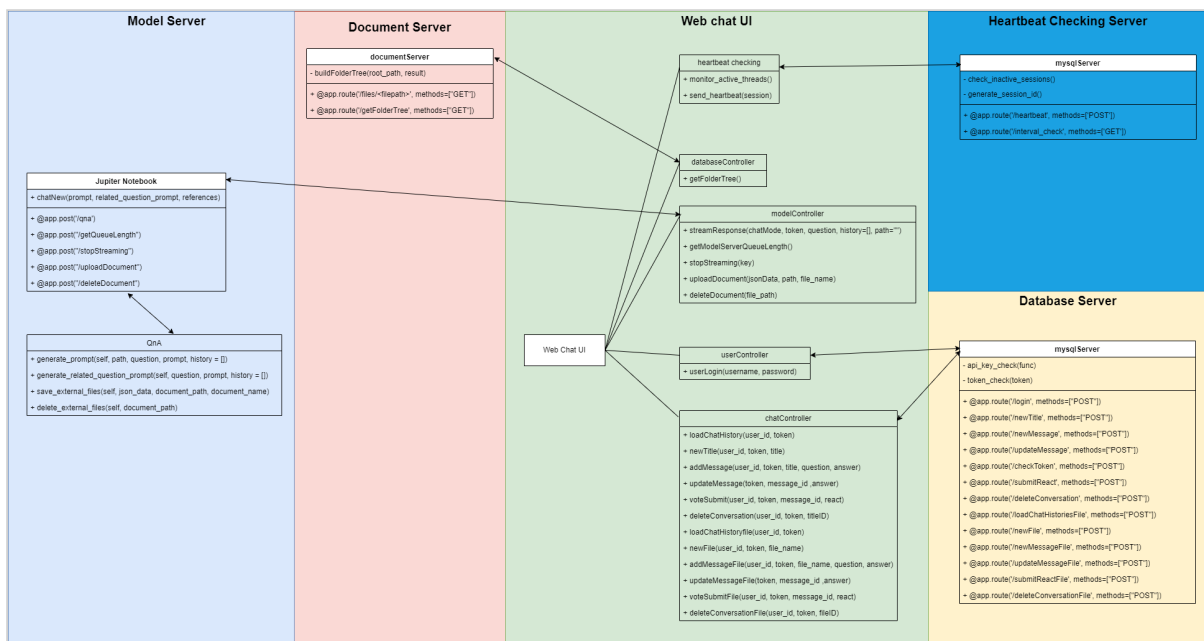 Model Server
Jupiter Notebook
+ chatNew(prompt, related_question_prompt, references)
+ @app.post('/qna')
+ @app.post("/getQueueLength")
+ @app.post("/stopStreaming")
+ @app.post("/uploadDocument")
+ @app.post("/deleteDocument")
QnA
+ generate_prompt(self, path, question, prompt, history = [])
+ generate_related_question_prompt(self, question, prompt, history = [])
+ save_external_files(self, json_data, document_path, document_name)
+ delete_external_files(self, document_path)
Document Server
documentServer
- buildFolderTree(root_path, result)
+ @app.route('/files/<filepath>', methods=["GET"])
+ @app.route('/getFolderTree', methods=["GET"])
Web chat UI
heartbeat checking
+ monitor_active_threads()
+ send_heartbeat(session)
databaseController
+ getFolderTree()
modelController
+ streamResponse(chatMode, token, question, history=[], path="")
+ getModelServerQueueLength()
+ stopStreaming(key)
+ uploadDocument(jsonData, path, file_name)
+ deleteDocument(file_path)
Web Chat UI
userController
+ userLogin(username, password)
chatController
+ loadChatHistory(user_id, token)
+ newTitle(user_id, token, title)
+ addMessage(user_id, token, title, question, answer)
+ updateMessage(token, message_id ,answer)
+ voteSubmit(user_id, token, message_id, react)
+ deleteConversation(user_id, token, titleID)
+ loadChatHistoryfile(user_id, token)
+ newFile(user_id, token, file_name)
+ addMessageFile(user_id, token, file_name, question, answer)
+ updateMessageFile(token, message_id ,answer)
+ voteSubmitFile(user_id, token, message_id, react)
+ deleteConversationFile(user_id, token, fileID)
Heartbeat Checking Server
mysqlServer
- check_inactive_sessions()
- generate_session_id()
+ @app.route('/heartbeat', methods=["POST"])
+ @app.route('/interval_check', methods=["GET"])
Database Server
mysqlServer
- api_key_check(func)
- token_check(token)
+ @app.route('/login', methods=["POST"])
+ @app.route('/newTitle', methods=["POST"])
+ @app.route('/newMessage', methods=["POST"])
+ @app.route('/updateMessage', methods=["POST"])
+ @app.route('/checkToken', methods=["POST"])
+ @app.route('/submitReact', methods=["POST"])
+ @app.route('/deleteConversation', methods=["POST"])
+ @app.route('/loadChatHistoriesFile', methods=["POST"])
+ @app.route('/newFile', methods=["POST"])
+ @app.route('/newMessageFile', methods=["POST"])
+ @app.route('/updateMessageFile', methods=["POST"])
+ @app.route('/submitReactFile', methods=["POST"])
+ @app.route('/deleteConversationFile', methods=["POST"])